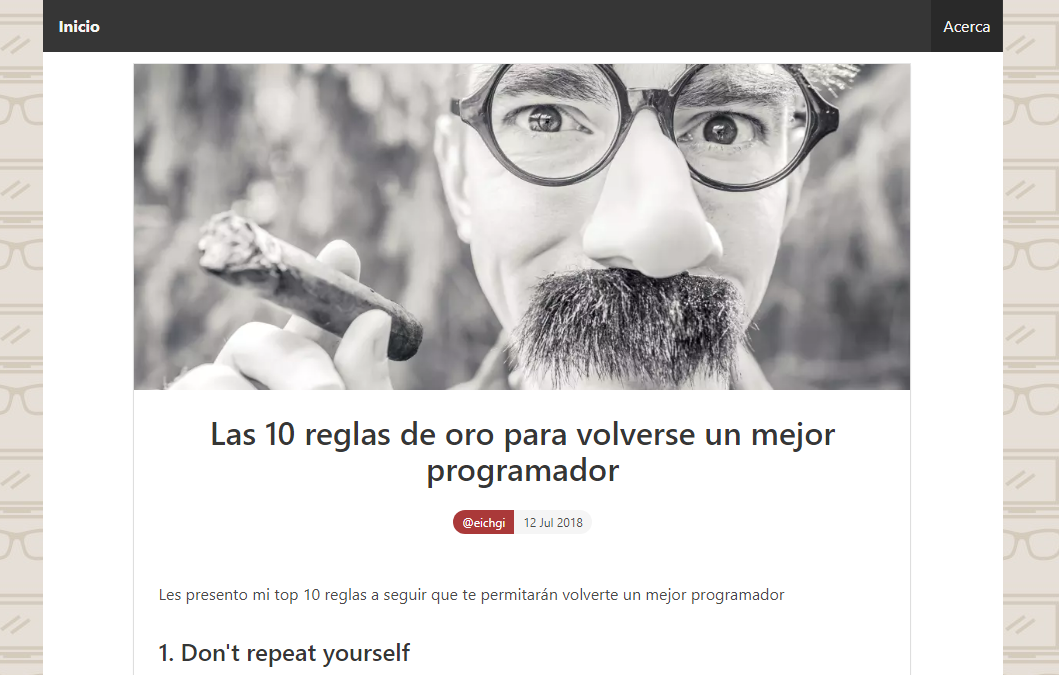 Inicio
Acerca
Las 10 reglas de oro para volverse un mejor
programador
@eichgi 12 Jul 2018
Les presento mi top 10 reglas a seguir que te permitarán volverte un mejor programador
1. Don't repeat yourself